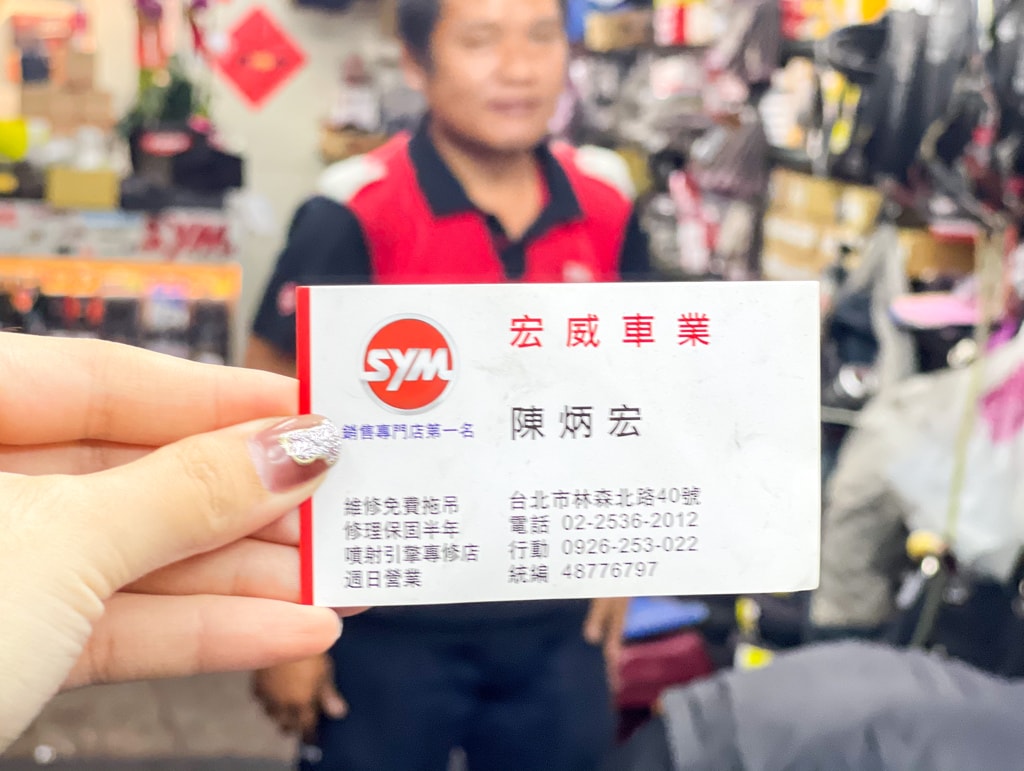 SYM
SYM
宏威車業
銷售專門店第一名
陳炳宏
維修免費拖吊
修理保固半年
噴射引擎專修店
週日營業
台北市林森北路40號
電話 02-2536-2012
行動 0926-253-022
統編 48776797